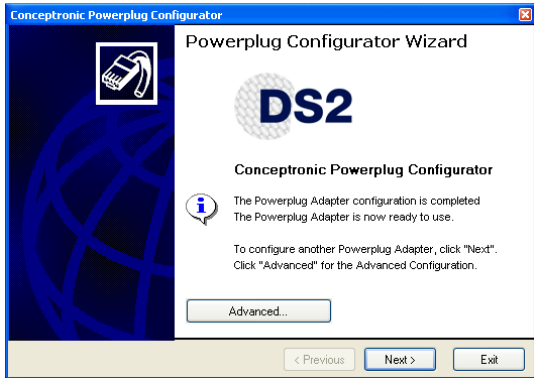 Conceptronic Powerplug Configurator
Powerplug Configurator Wizard
DS2
Conceptronic Powerplug Configurator
The Powerplug Adapter configuration is completed
The Powerplug Adapter is now ready to use.
To configure another Powerplug Adapter, click "Next".
Click "Advanced" for the Advanced Configuration.
Advanced...
< Previous Next > Exit